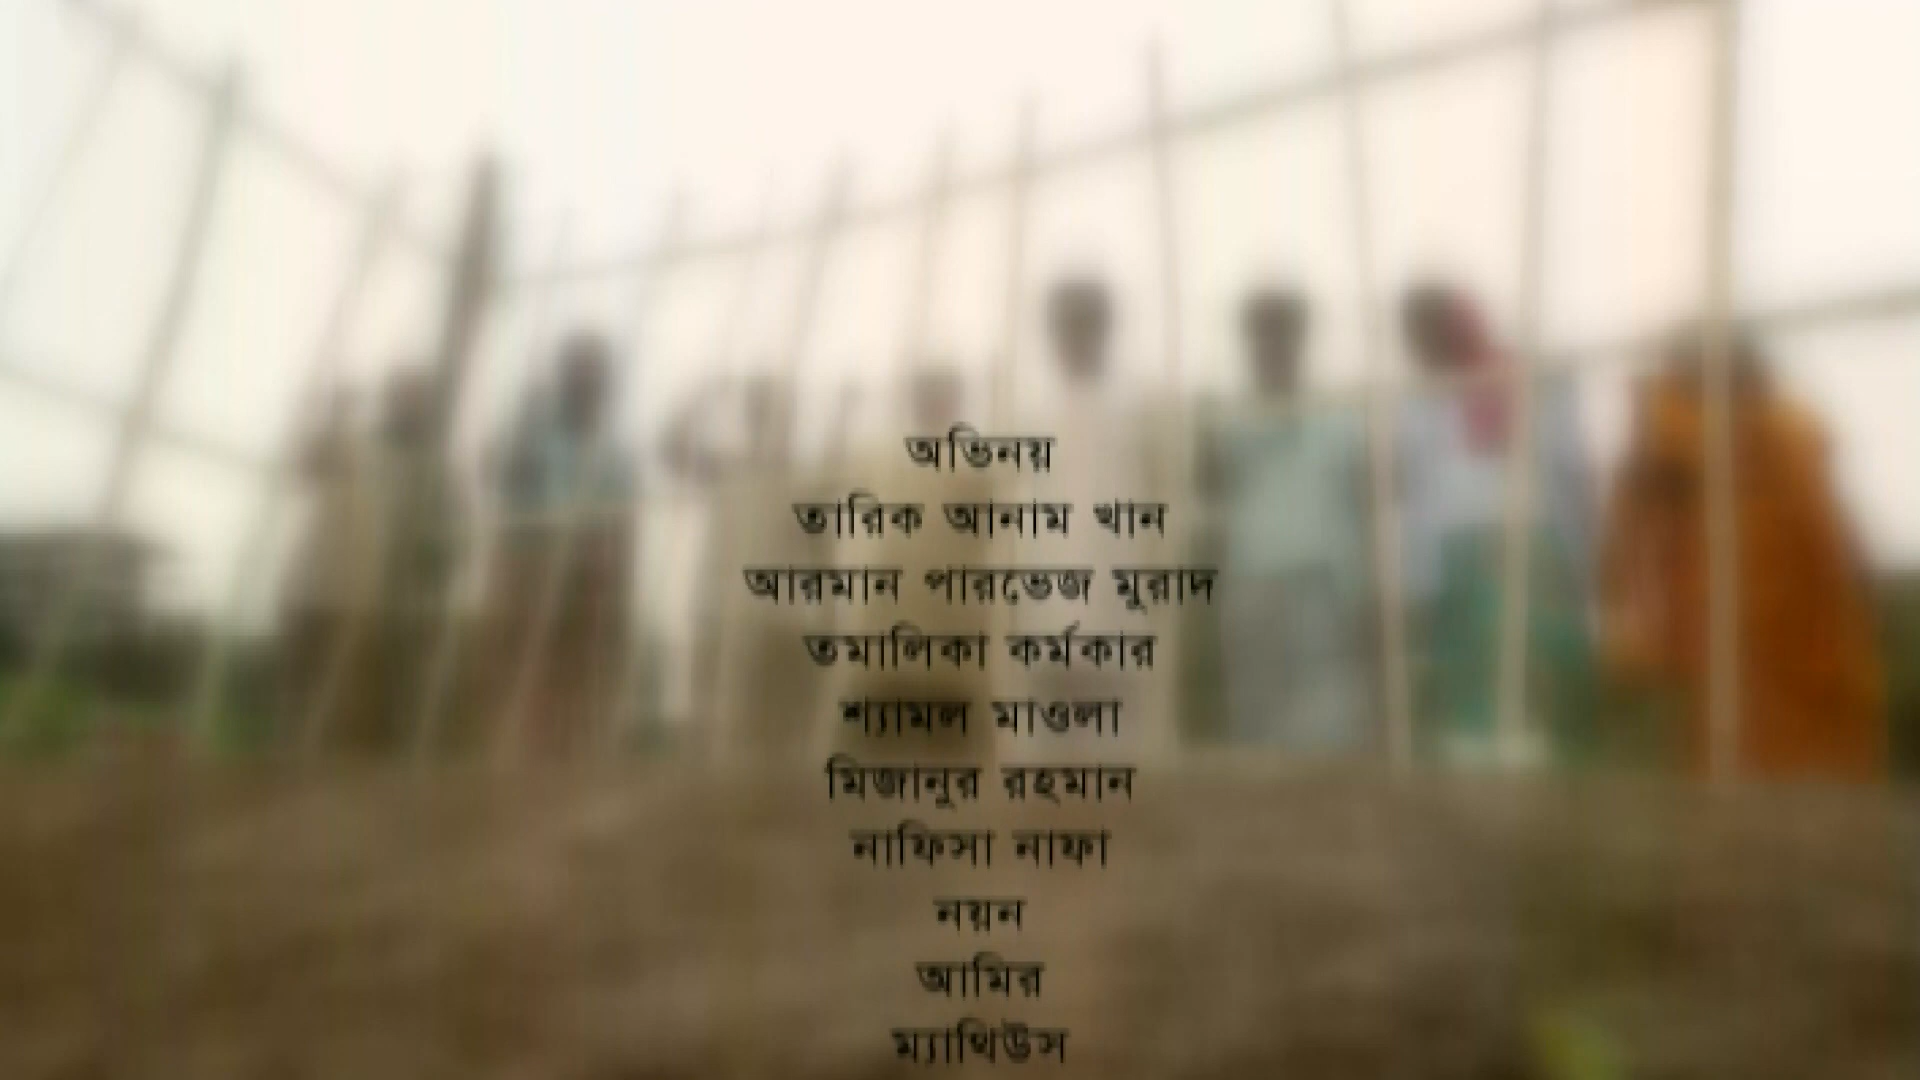 অভিনয়
তারিক আনাম খান
আরমান পারভেজ মুরাদ
তমালিকা কর্মকার
শ্যামল মাওলা
মিজানুর রহমান
নাফিসা নাফা
নয়ন
আমির
ম্যাথিউস